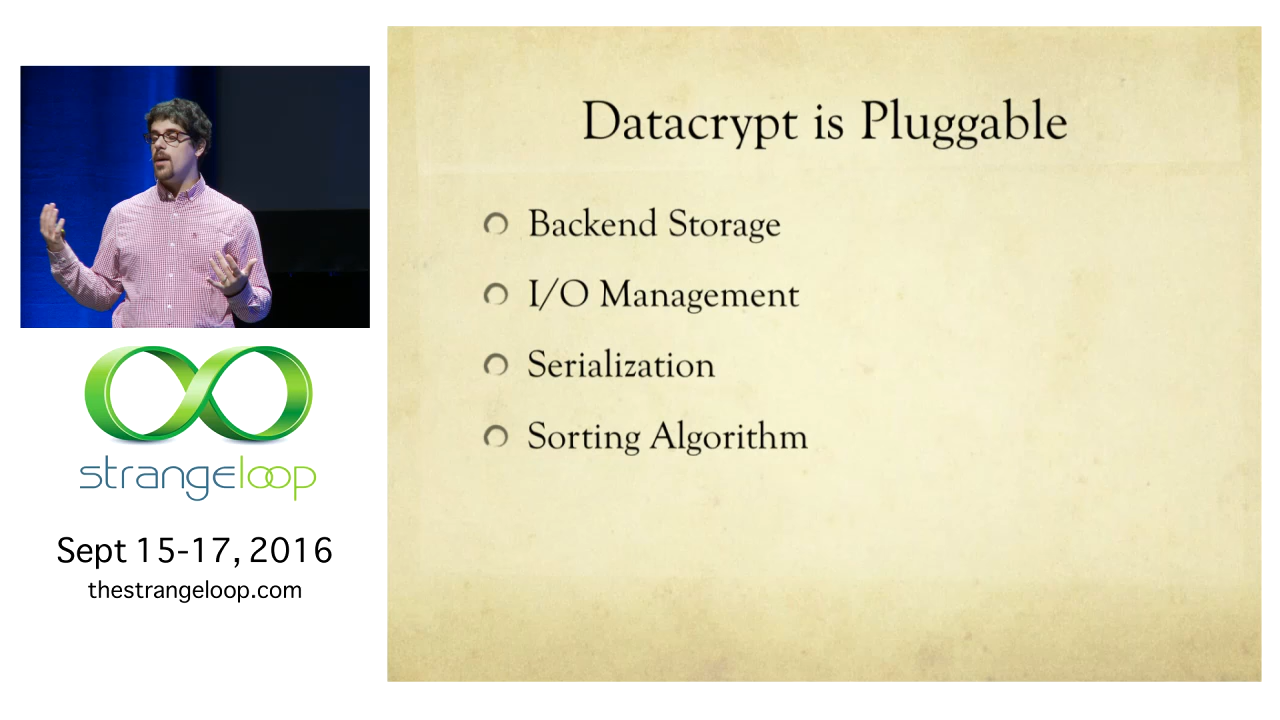 strangeloop
Sept 15-17, 2016
thestrangeloop.com
Datacrypt is Pluggable
Backend Storage
I/O Management
Serialization
Sorting Algorithm